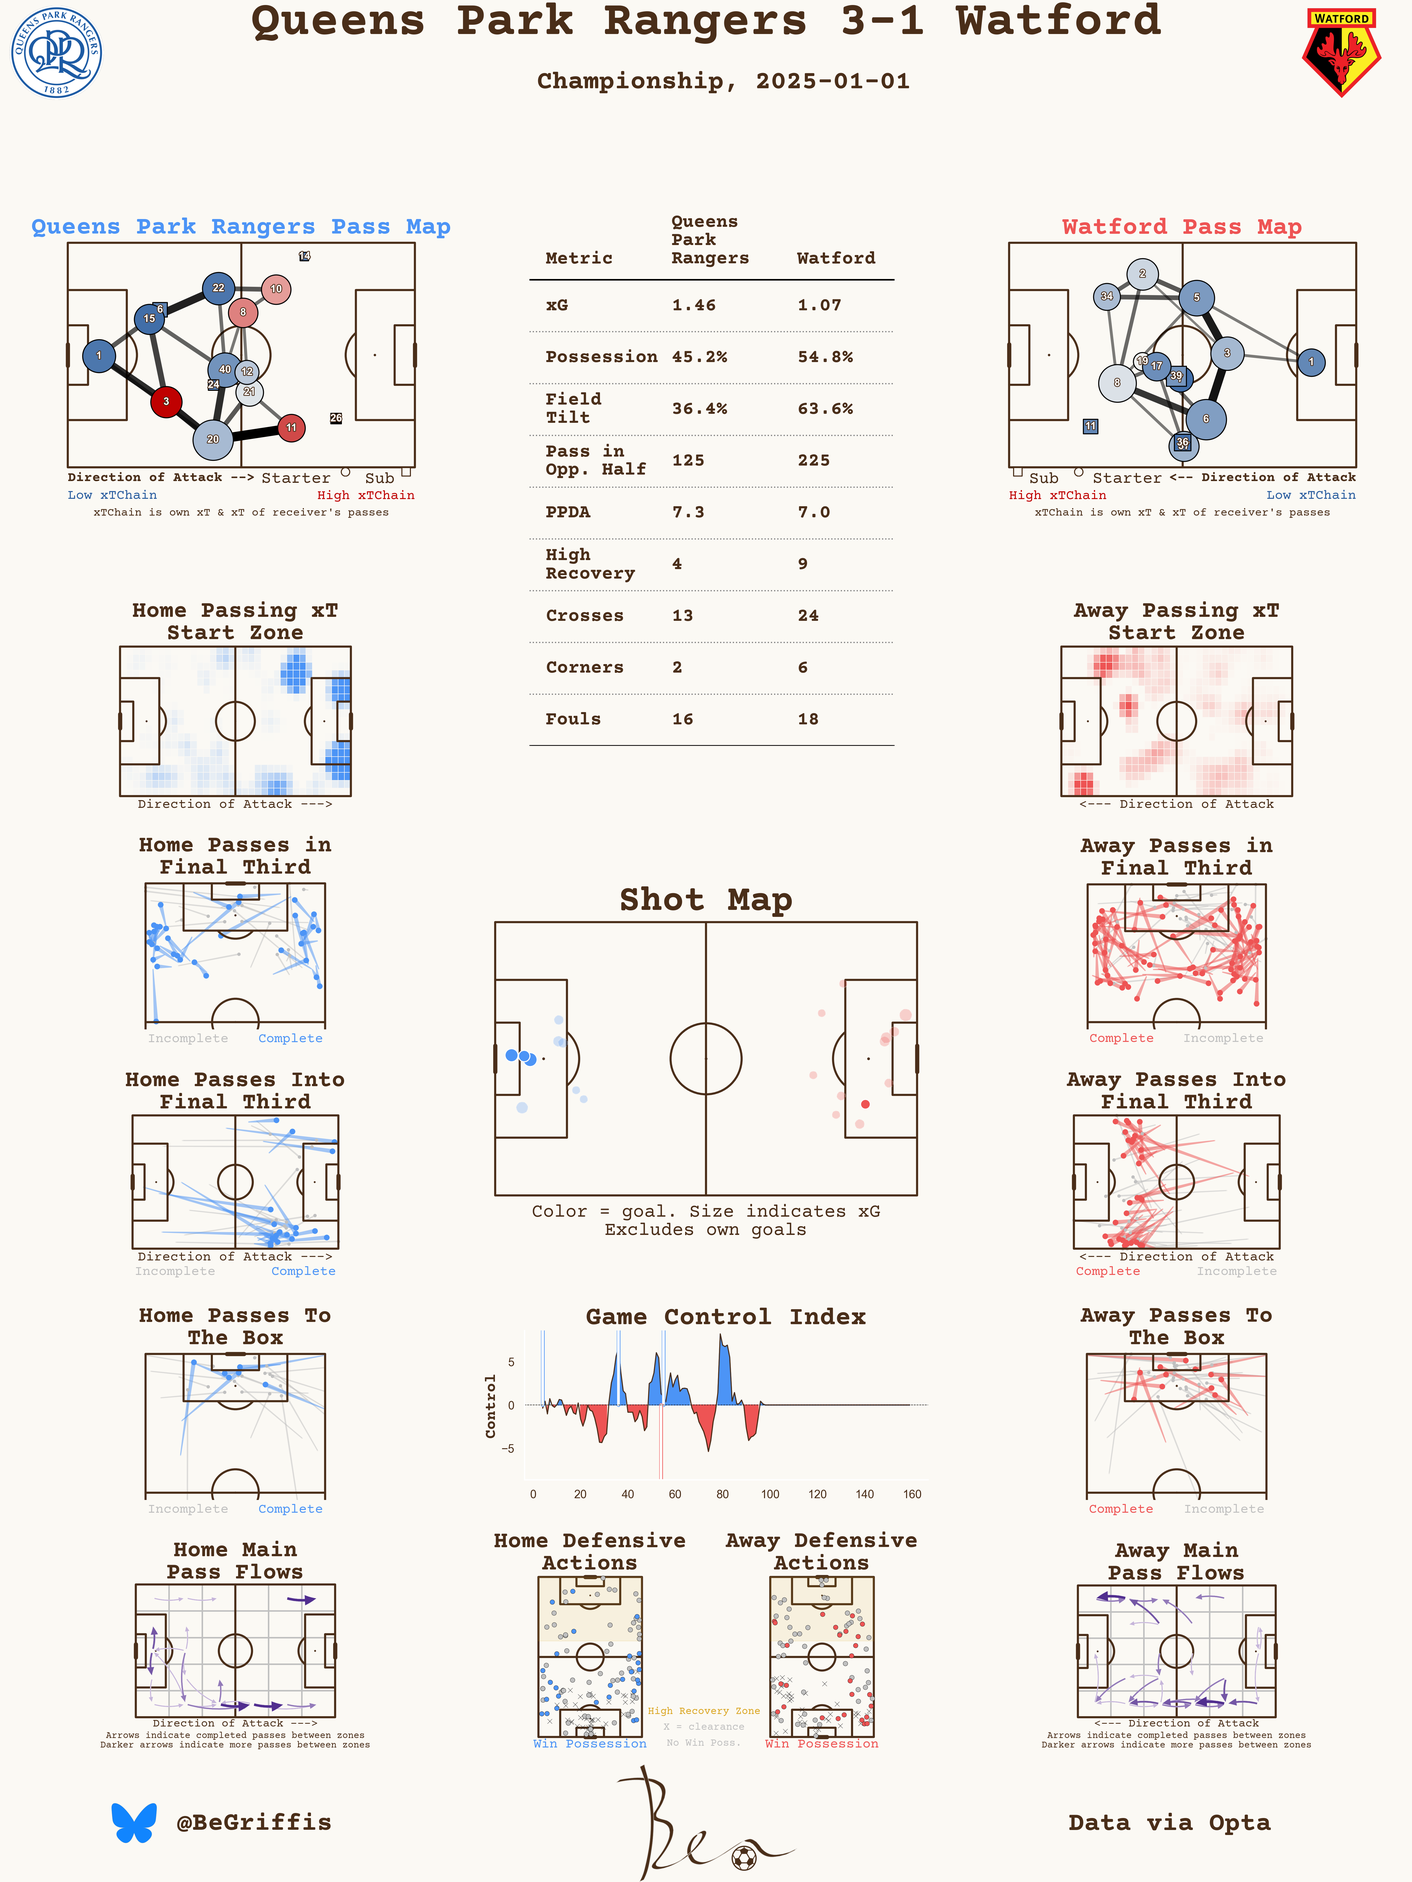 Queens Park Rangers 3-1 Watford
QUEENS PARK RANGERS
1882
WATFORD
Championship, 2025-01-01
Queens Park Rangers Pass Map
14
22
10
6
15
8
1
40
12
24
21
3
26
11
20
Direction of Attack --> Starter Sub
Low xTChain High xTChain
xTChain is own xT & xT of receiver's passes
Metric Queens Park Rangers Watford
xG 1.46 1.07
Possession 45.2% 54.8%
Field Tilt 36.4% 63.6%
Pass in Opp. Half 125 225
PPDA 7.3 7.0
High Recovery 4 9
Crosses 13 24
Corners 2 6
Fouls 16 18
Watford Pass Map
2
34
5
3
19
17
1
39
8
6
11
36
Sub Starter <-- Direction of Attack
High xTChain Low xTChain
xTChain is own xT & xT of receiver's passes
Home Passing xT
Start Zone
Direction of Attack --->
Away Passing xT
Start Zone
<--- Direction of Attack
Home Passes in
Final Third
Incomplete Complete
Away Passes in
Final Third
Complete Incomplete
Shot Map
Color = goal. Size indicates xG
Excludes own goals
Home Passes Into
Final Third
Direction of Attack --->
Incomplete Complete
Away Passes Into
Final Third
<--- Direction of Attack
Complete Incomplete
Home Passes To
The Box
Incomplete Complete
Game Control Index
Control
5
0
−5
0 20 40 60 80 100 120 140 160
Away Passes To
The Box
Complete Incomplete
Home Main
Pass Flows
Direction of Attack --->
Arrows indicate completed passes between zones
Darker arrows indicate more passes between zones
Home Defensive
Actions
Win Possession
Away Defensive
Actions
Win Possession
High Recovery Zone
X = clearance
No Win Poss.
Away Main
Pass Flows
<--- Direction of Attack
Arrows indicate completed passes between zones
Darker arrows indicate more passes between zones
@BeGriffis
Ben
Data via Opta